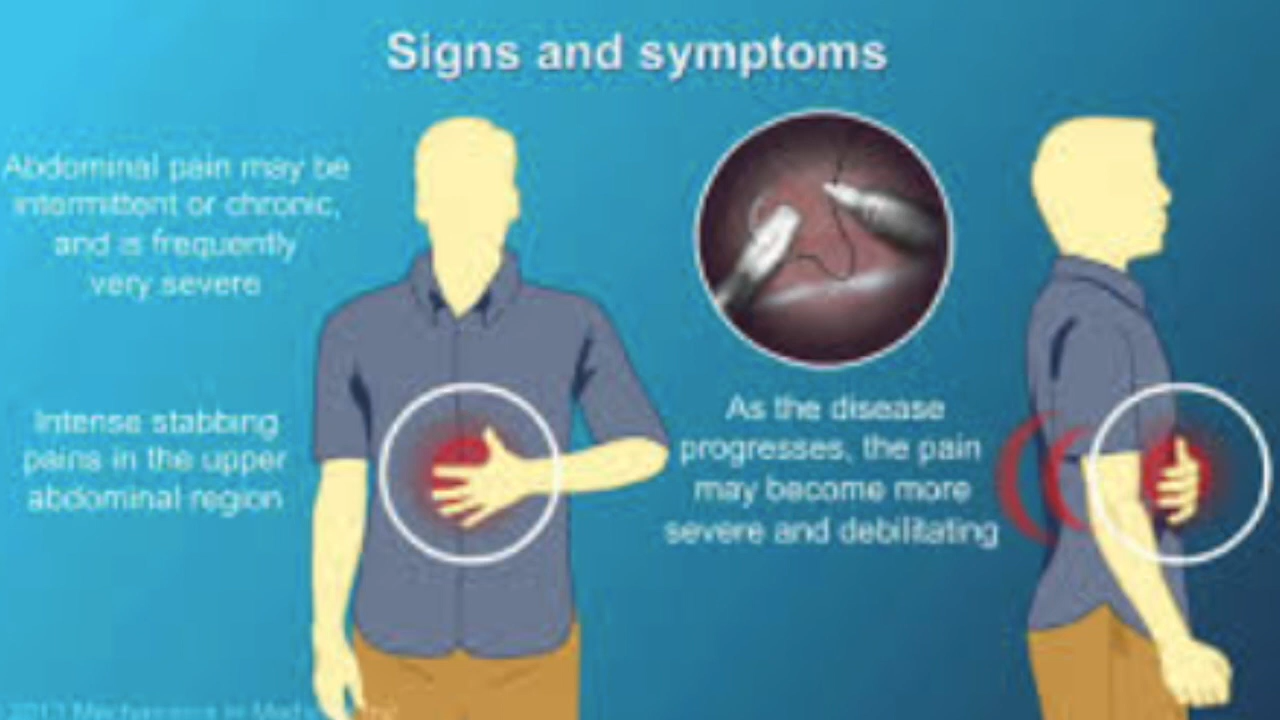 Signs and symptoms
Abdominal pain may be
intermittent or chronic,
and is frequently
very severe
Intense stabbing
pains in the upper
abdominal region
As the disease
progresses, the pain
may become more
severe and debilitating